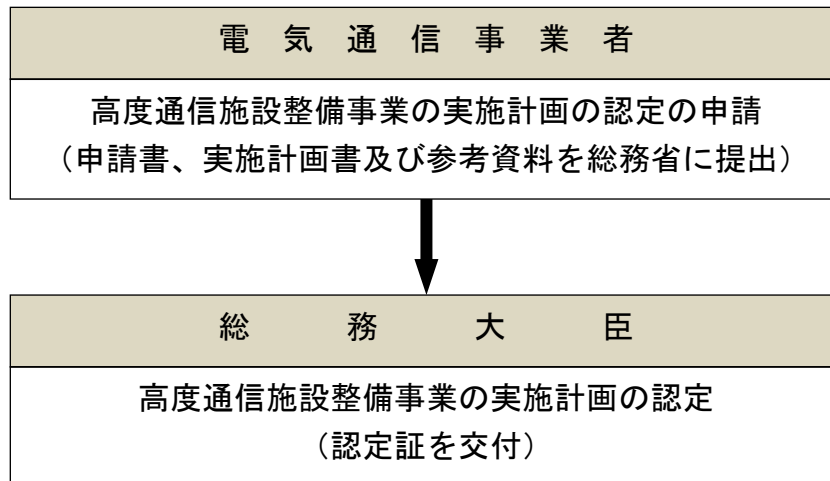 電気通信事業者
高度通信施設整備事業の実施計画の認定の申請
（申請書、実施計画書及び参考資料を総務省に提出）
総務大臣
高度通信施設整備事業の実施計画の認定
（認定証を交付）